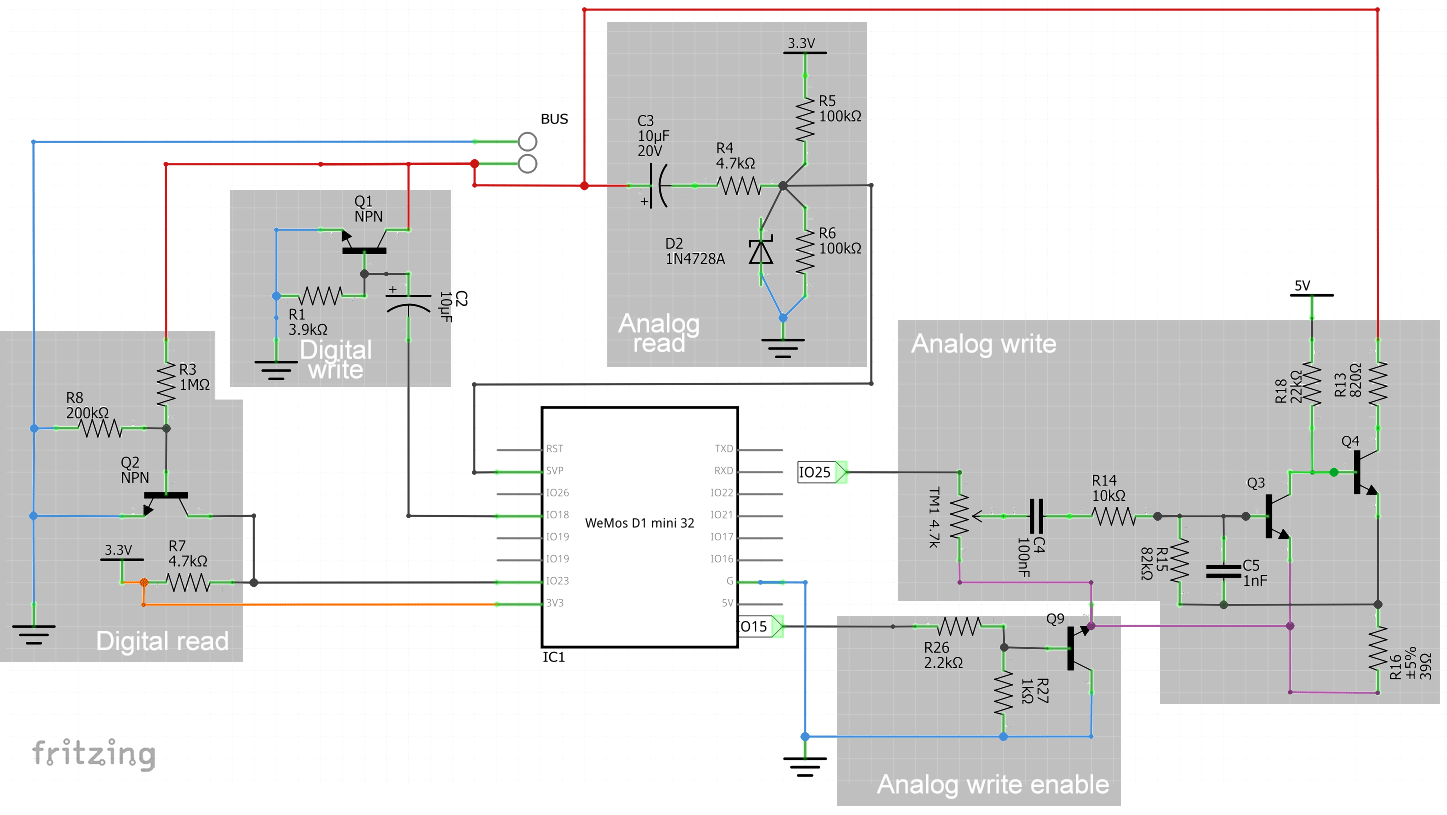 BUS
3.3V
R5
100kΩ
C3
10µF
20V
+
R4
4.7kΩ
D2
1N4728A
R6
100kΩ
Analog
read
Q1
NPN
R1
3.9kΩ
+
C2
10µF
Digital
write
R3
1MΩ
R8
200kΩ
Q2
NPN
3.3V
R7
4.7kΩ
Digital read
RST
SVP
IO26
IO18
IO19
IO19
IO23
3V3
WeMos D1 mini 32
TXD
RXD
IO22
IO21
IO17
IO16
G
5V
IC1
IO25
IO15
Analog write
5V
R18
22kΩ
R13
820Ω
Q4
Q3
TM1 4.7k
C4
100nF
R14
10kΩ
R15
82kΩ
C5
1nF
R16
±5%
39Ω
Q9
R26
2.2kΩ
R27
1kΩ
Analog write enable
fritzing